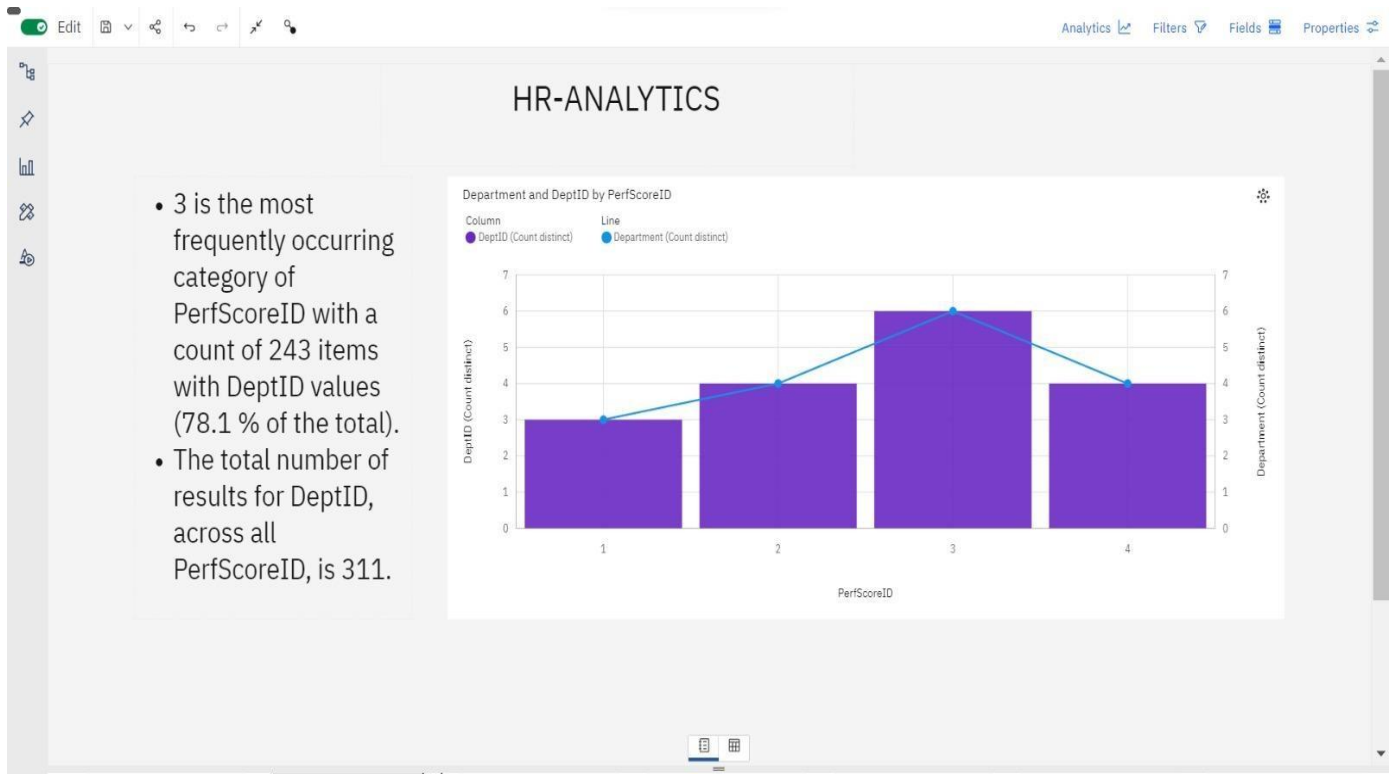 Edit
Analytics
Filters
Fields
Properties
HR-ANALYTICS
• 3 is the most
frequently occurring
category of
PerfScoreID with a
count of 243 items
with DeptID values
(78.1 % of the total).
• The total number of
results for DeptID,
across all
PerfScoreID, is 311.
Department and DeptID by PerfScoreID
Column
DeptID (Count distinct)
Line
Department (Count distinct)
DeptID (Count distinct)
7
6
5
4
3
2
1
0
7
6
5
4
3
2
1
0
Department (Count distinct)
1
2
3
4
PerfScoreID